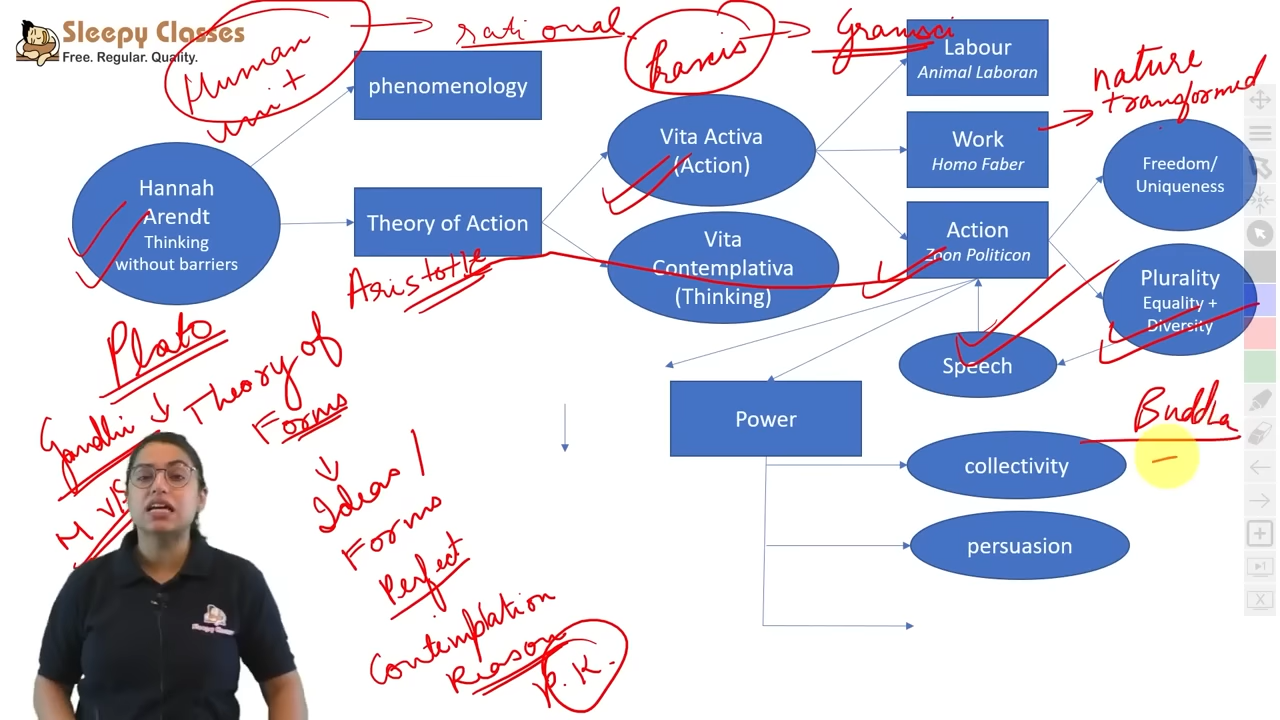 Sleepy Classes
Free. Regular. Quality.
Human
rational
Praxis
Gramsci
phenomenology
Labour
Animal Laboran
nature
transformed
Vita Activa
(Action)
Work
Homo Faber
Freedom/
Uniqueness
Hannah
Arendt
Thinking
without barriers
Theory of Action
Vita
Contemplativa
(Thinking)
Action
Zoon Politicon
Plurality
Equality +
Diversity
Aristotle
Speech
Plato
Theory of
Forms
Gandhi
Ideas /
Forms
Perfect
Contemplation
Reason
P.K.
Power
Buddha
collectivity
persuasion
Sleepy Classes